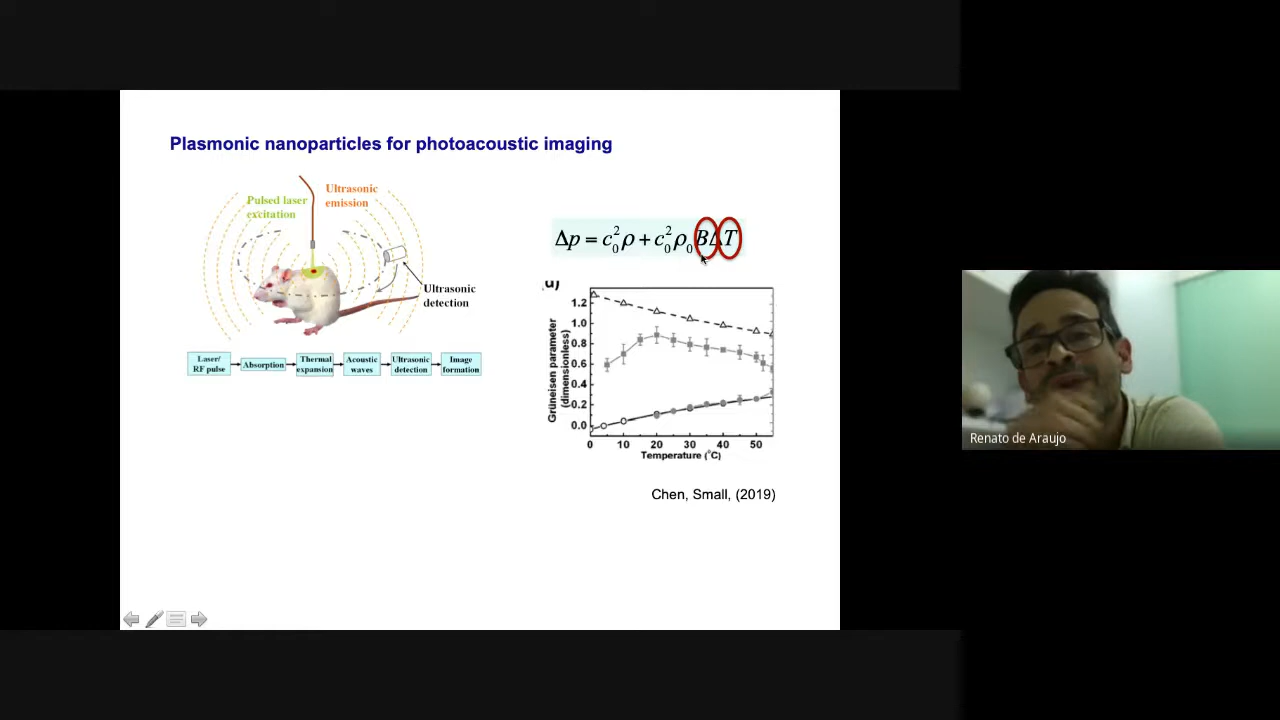 Plasmonic nanoparticles for photoacoustic imaging
Pulsed laser
excitation
Ultrasonic
emission
Ultrasonic
detection
Laser/
RF pulse
Absorption
Thermal
expansion
Acoustic
waves
Ultrasonic
detection
Image
formation
Δp = c₀²ρ + c₀²ρ₀BΔT
Grüneisen parameter
(dimensionless)
1.2
1.0
0.8
0.6
0.4
0.2
0.0
0 10 20 30 40 50
Temperature (°C)
Chen, Small, (2019)
Renato de Araujo